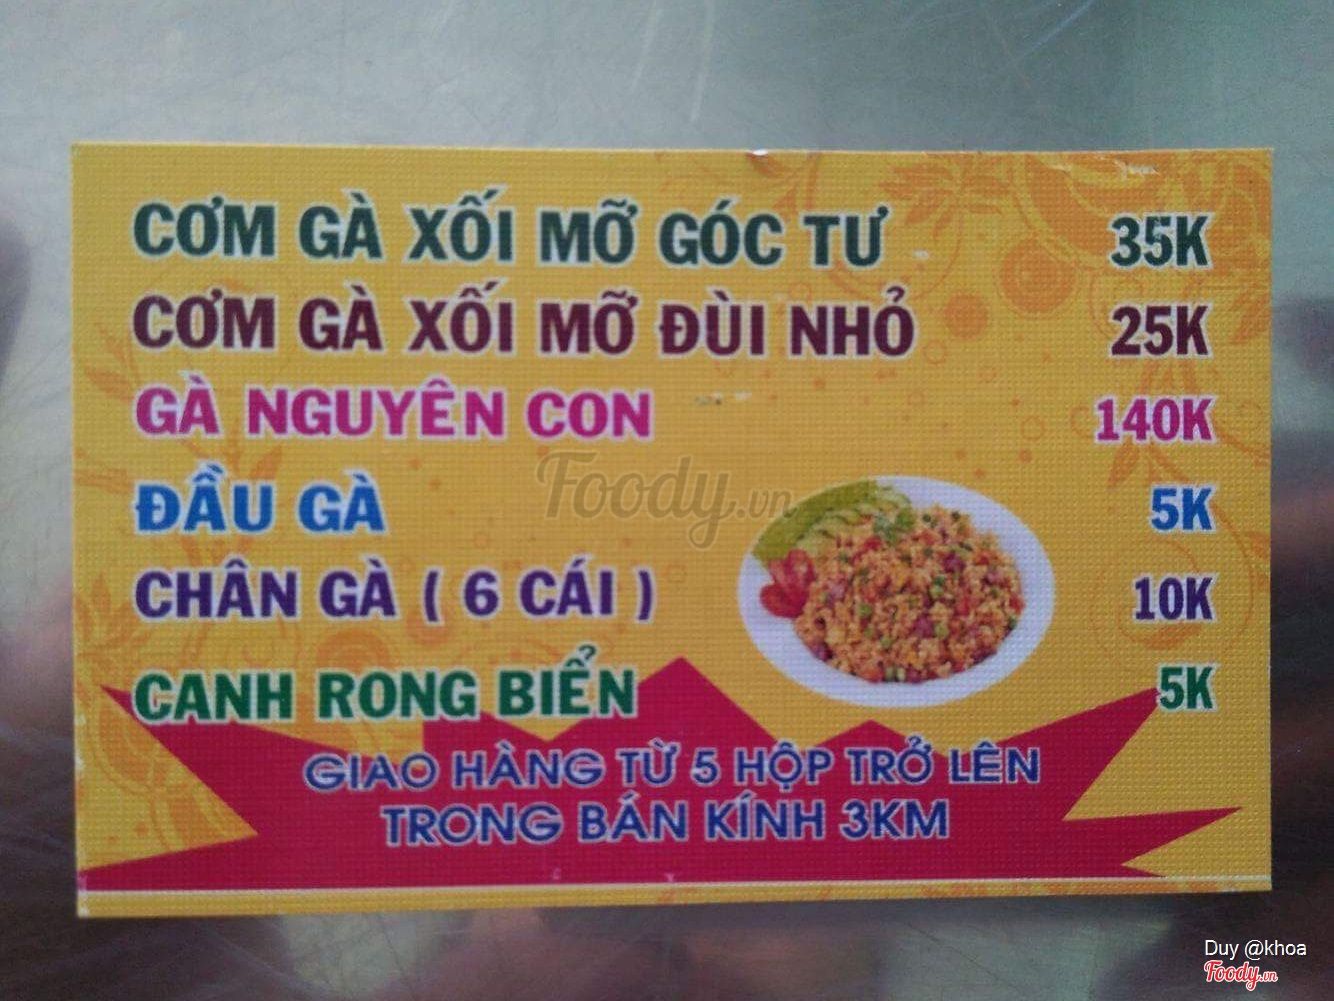 CƠM GÀ XỐI MỠ GÓC TƯ 35K
CƠM GÀ XỐI MỠ ĐÙI NHỎ 25K
GÀ NGUYÊN CON 140K
ĐẦU GÀ 5K
CHÂN GÀ ( 6 CÁI ) 10K
CANH RONG BIỂN 5K
GIAO HÀNG TỪ 5 HỘP TRỞ LÊN
TRONG BÁN KÍNH 3KM
Foody.vn
Duy @khoa
Foody.vn